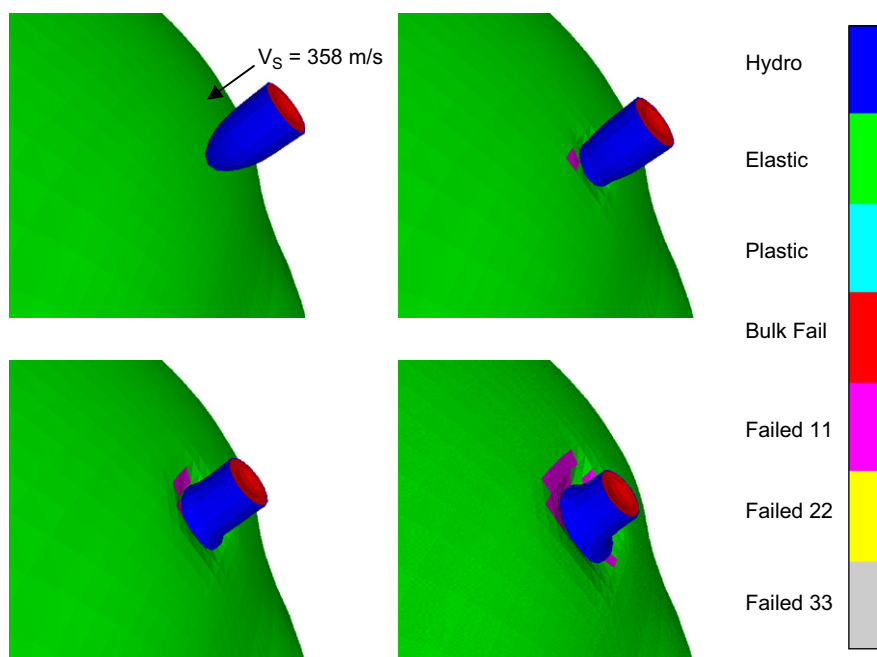 V_S = 358 m/s
Hydro
Elastic
Plastic
Bulk Fail
Failed 11
Failed 22
Failed 33